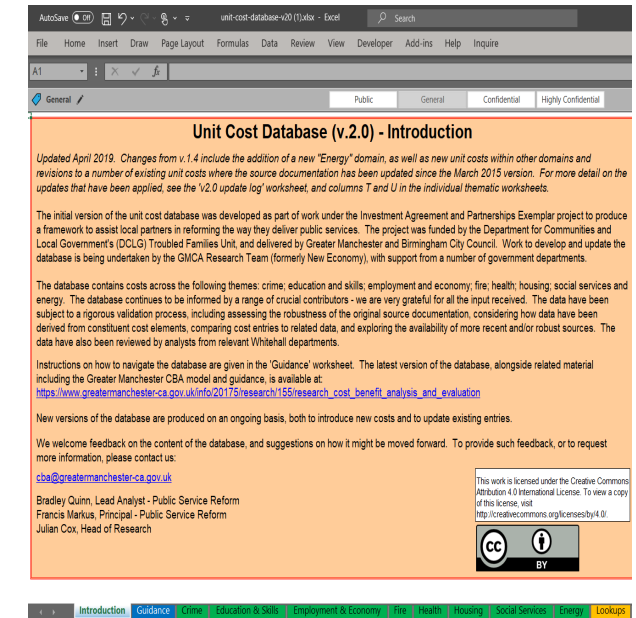 AutoSave Off unit-cost-database-v20 (1).xlsx - Excel Search
File Home Insert Draw Page Layout Formulas Data Review View Developer Add-ins Help Inquire
A1 fx
General Public General Confidential Highly Confidential
Unit Cost Database (v.2.0) - Introduction
Updated April 2019. Changes from v.1.4 include the addition of a new "Energy" domain, as well as new unit costs within other domains and
revisions to a number of existing unit costs where the source documentation has been updated since the March 2015 version. For more detail on the
updates that have been applied, see the 'v2.0 update log' worksheet, and columns T and U in the individual thematic worksheets.
The initial version of the unit cost database was developed as part of work under the Investment Agreement and Partnerships Exemplar project to produce
a framework to assist local partners in reforming the way they deliver public services. The project was funded by the Department for Communities and
Local Government's (DCLG) Troubled Families Unit, and delivered by Greater Manchester and Birmingham City Council. Work to develop and update the
database is being undertaken by the GMCA Research Team (formerly New Economy), with support from a number of government departments.
The database contains costs across the following themes: crime; education and skills; employment and economy; fire; health; housing; social services and
energy. The database continues to be informed by a range of crucial contributors - we are very grateful for all the input received. The data have been
subject to a rigorous validation process, including assessing the robustness of the original source documentation, considering how data have been
derived from constituent cost elements, comparing cost entries to related data, and exploring the availability of more recent and/or robust sources. The
data have also been reviewed by analysts from relevant Whitehall departments.
Instructions on how to navigate the database are given in the 'Guidance' worksheet. The latest version of the database, alongside related material
including the Greater Manchester CBA model and guidance, is available at:
https://www.greatermanchester-ca.gov.uk/info/20175/research/155/research_cost_benefit_analysis_and_evaluation
New versions of the database are produced on an ongoing basis, both to introduce new costs and to update existing entries.
We welcome feedback on the content of the database, and suggestions on how it might be moved forward. To provide such feedback, or to request
more information, please contact us:
cba@greatermanchester-ca.gov.uk
Bradley Quinn, Lead Analyst - Public Service Reform
Francis Markus, Principal - Public Service Reform
Julian Cox, Head of Research
This work is licensed under the Creative Commons
Attribution 4.0 International License. To view a copy
of this license, visit
http://creativecommons.org/licenses/by/4.0/.
cc BY
Introduction Guidance Crime Education & Skills Employment & Economy Fire Health Housing Social Services Energy Lookups